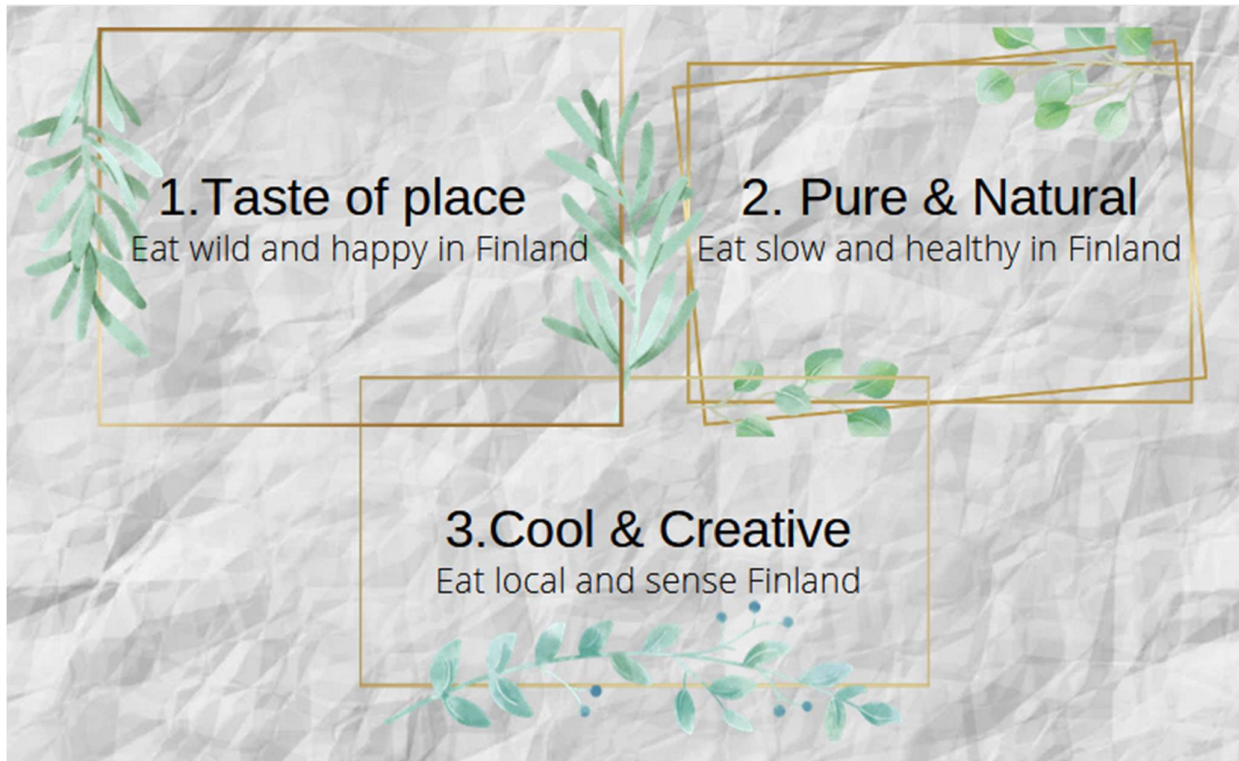 1.Taste of place
Eat wild and happy in Finland
2. Pure & Natural
Eat slow and healthy in Finland
3.Cool & Creative
Eat local and sense Finland